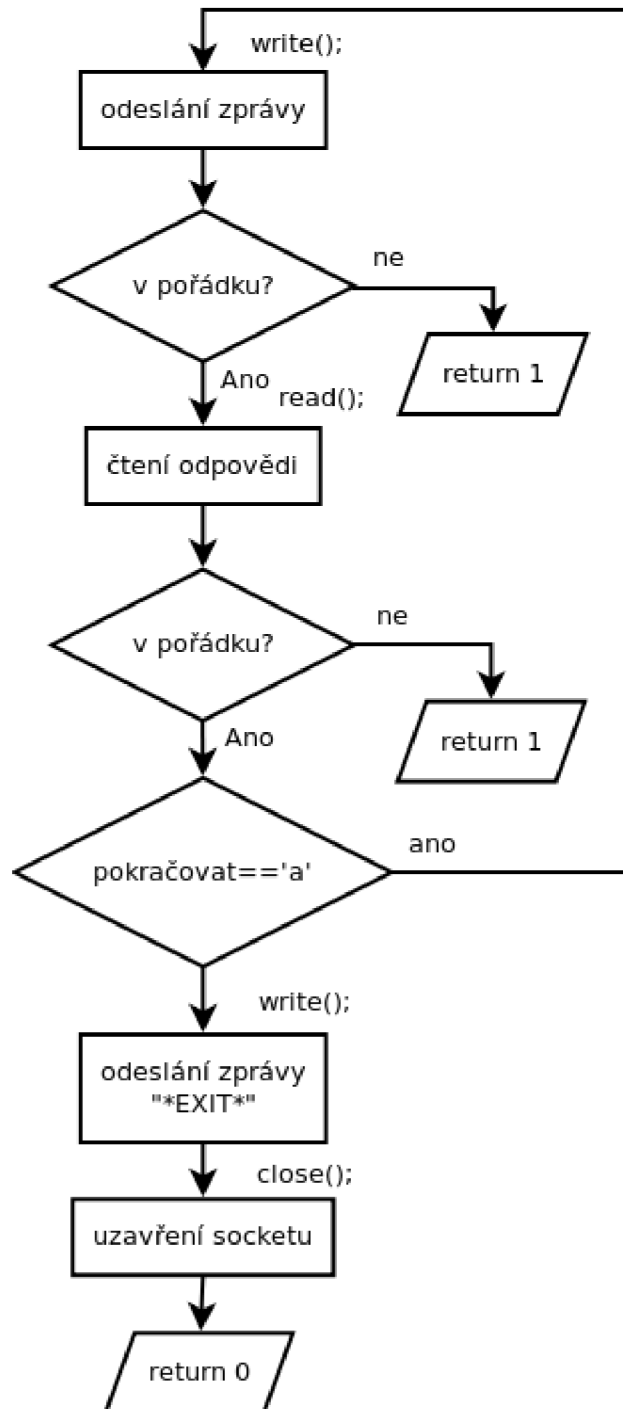 write();
odeslání zprávy
v pořádku?
ne
return 1
Ano
read();
čtení odpovědi
v pořádku?
ne
return 1
Ano
pokračovat=='a'
ano
write();
odeslání zprávy
"*EXIT*"
close();
uzavření socketu
return 0